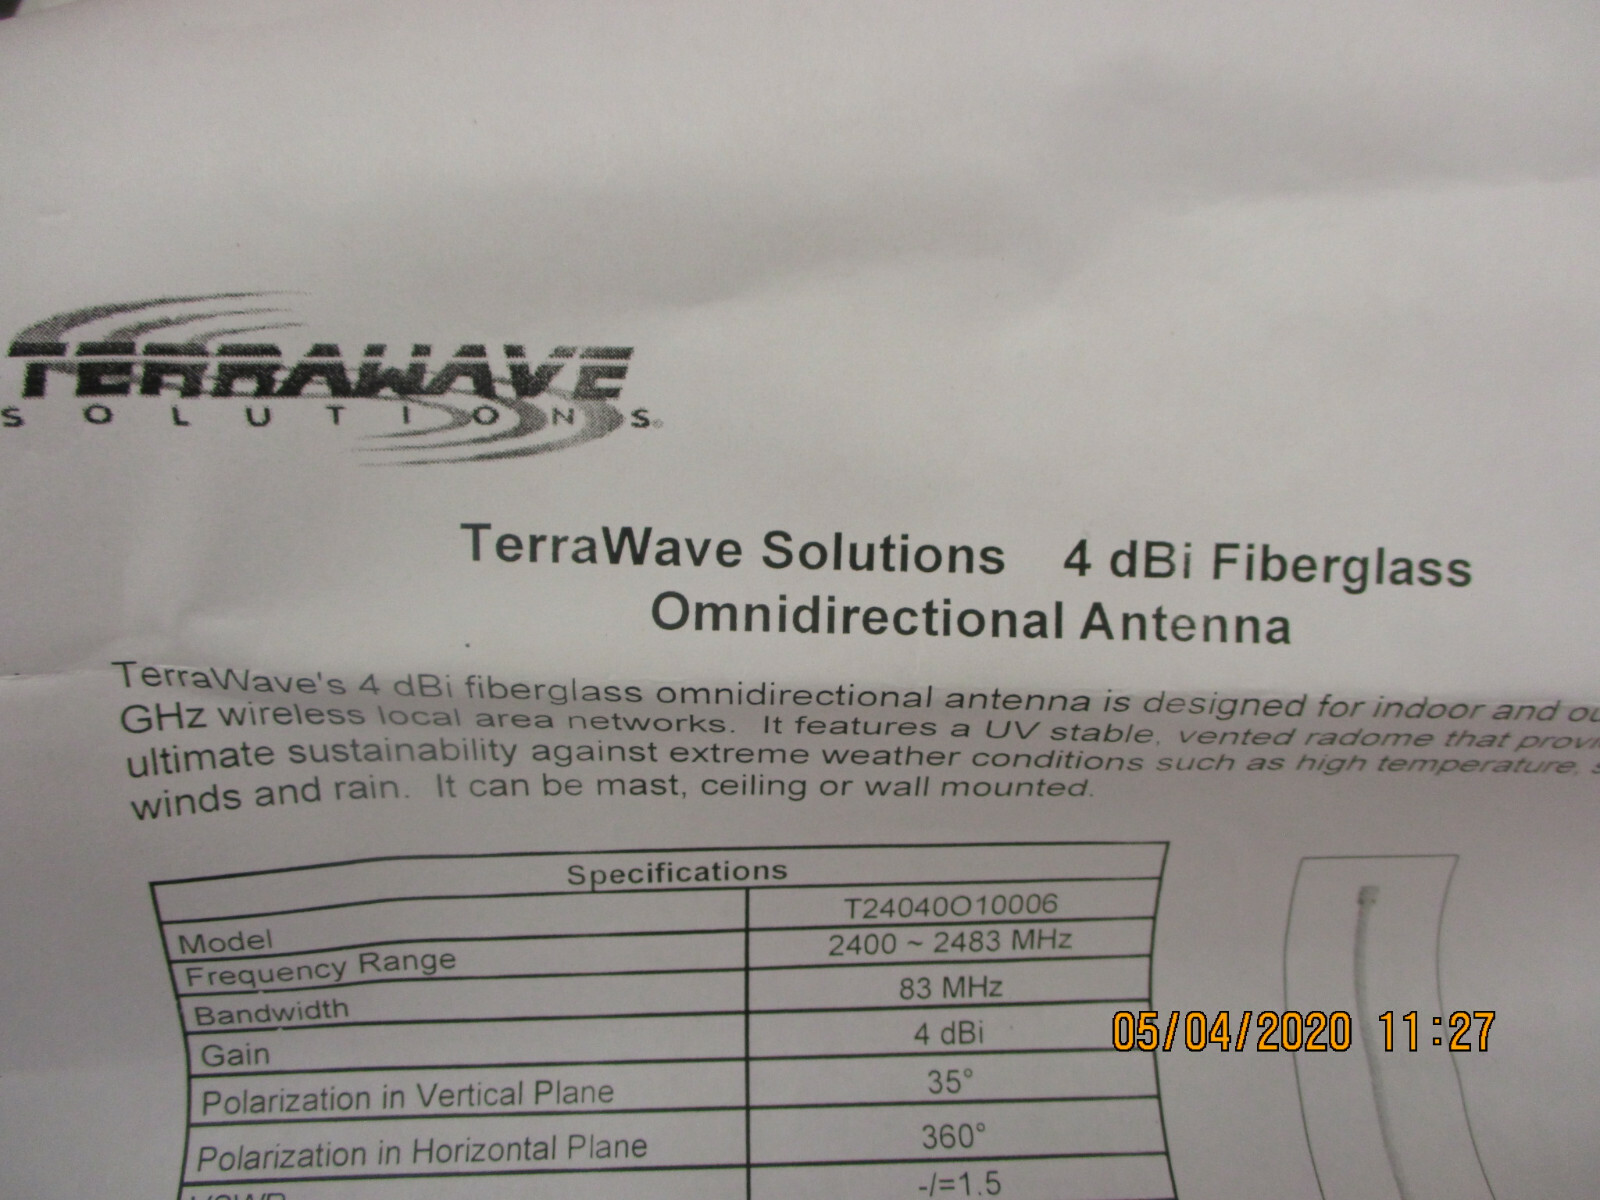 TERRAWAVE
SOLUTIONS
TerraWave Solutions 4 dBi Fiberglass
Omnidirectional Antenna
TerraWave's 4 dBi fiberglass omnidirectional antenna is designed for indoor and
GHz wireless local area networks. It features a UV stable, vented radome that
ultimate sustainability against extreme weather conditions such as high temperature,
winds and rain. It can be mast, ceiling or wall mounted.
Specifications
Model T24040O10006
Frequency Range 2400 ~ 2483 MHz
Bandwidth 83 MHz
Gain 4 dBi
Polarization in Vertical Plane 35°
Polarization in Horizontal Plane 360°
-/=1.5
05/04/2020 11:27